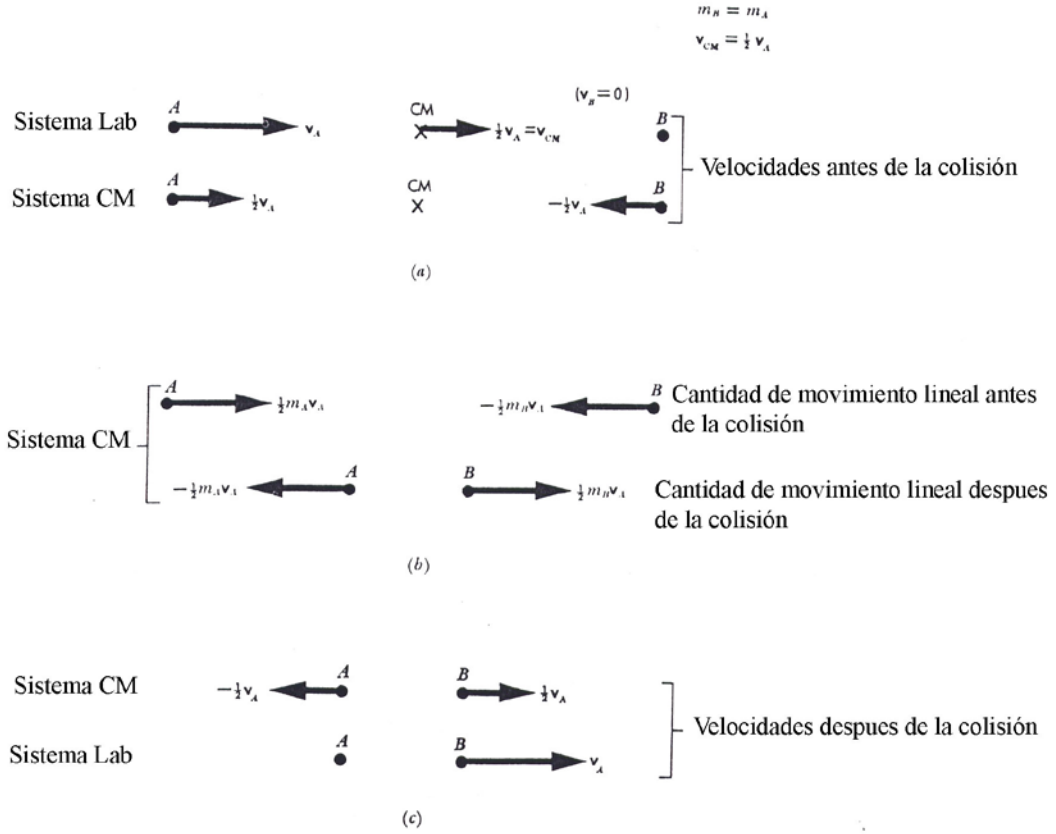 m_B = m_A
v_CM = ½ v_A
(v_B = 0)
Sistema Lab
A
v_A
CM
X
½ v_A = v_CM
B
Velocidades antes de la colisión
Sistema CM
A
½ v_A
CM
X
−½ v_A
B
(a)
A
½ m_A v_A
−½ m_B v_A
B
Cantidad de movimiento lineal antes
de la colisión
Sistema CM
−½ m_A v_A
A
B
½ m_B v_A
Cantidad de movimiento lineal despues
de la colisión
(b)
Sistema CM
−½ v_A
A
B
½ v_A
Velocidades despues de la colisión
Sistema Lab
A
B
v_A
(c)